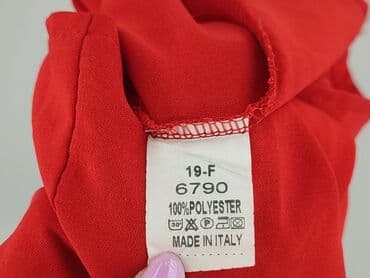 19-F
6790
100%POLYESTER
MADE IN ITALY